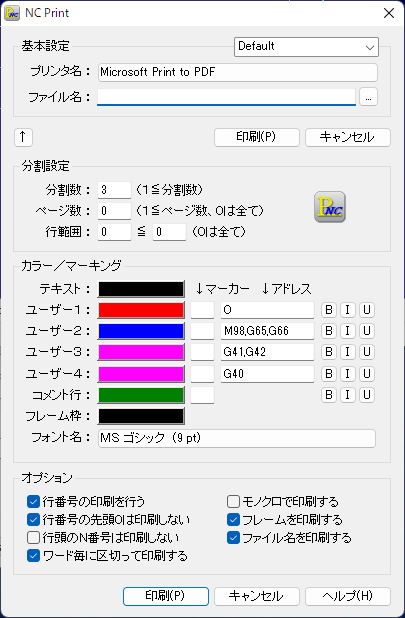 NC Print
基本設定
Default
プリンタ名： Microsoft Print to PDF
ファイル名： ...
↑ 印刷(P) キャンセル
分割設定
分割数： 3 （1≦分割数）
ページ数： 0 （1≦ページ数、0は全て）
行範囲： 0 ≦ 0 （0は全て）
PNC
カラー／マーキング
テキスト： ↓マーカー ↓アドレス
ユーザー1： O B I U
ユーザー2： M98,G65,G66 B I U
ユーザー3： G41,G42 B I U
ユーザー4： G40 B I U
コメント行： B I U
フレーム枠：
フォント名： MS ゴシック (9 pt)
オプション
行番号の印刷を行う モノクロで印刷する
行番号の先頭0は印刷しない フレームを印刷する
行頭のN番号は印刷しない ファイル名を印刷する
ワード毎に区切って印刷する
印刷(P) キャンセル ヘルプ(H)